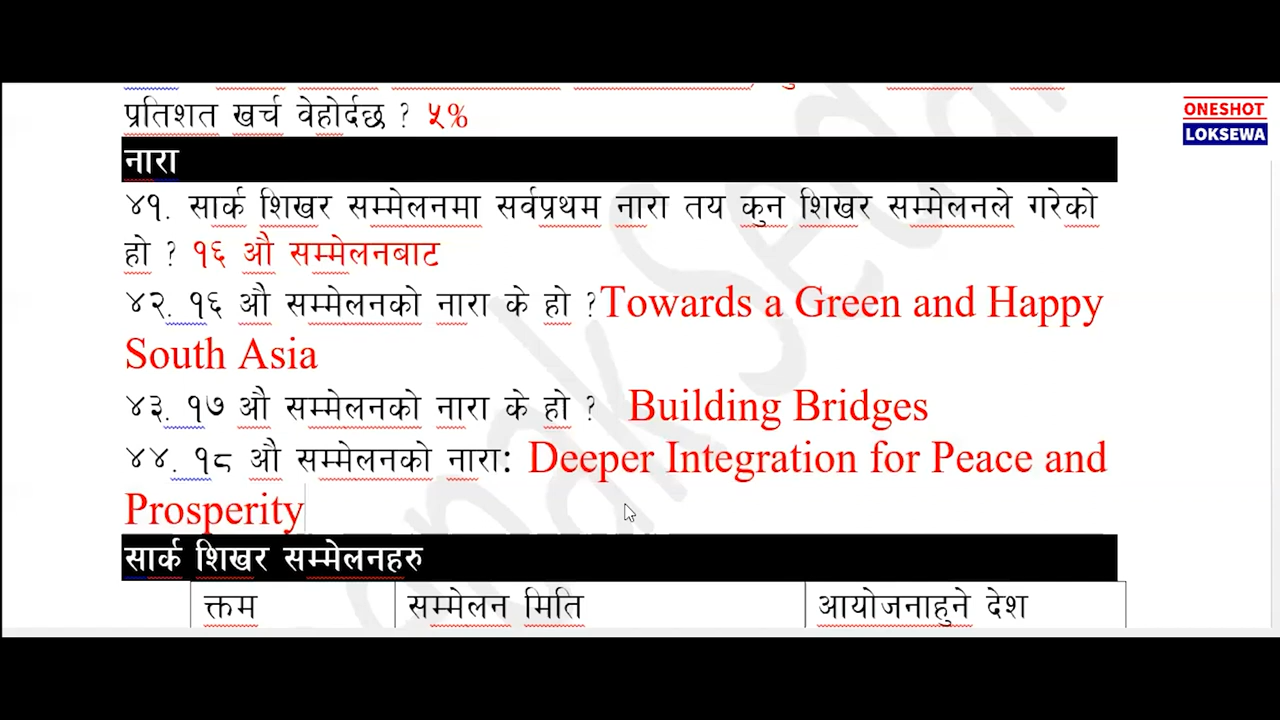 प्रतिशत खर्च वेहोर्दछ ? ५%
ONESHOT
LOKSEWA
नारा
४१. सार्क शिखर सम्मेलनमा सर्वप्रथम नारा तय कुन शिखर सम्मेलनले गरेको
हो ? १६ औ सम्मेलनबाट
४२. १६ औ सम्मेलनको नारा के हो ?Towards a Green and Happy
South Asia
४३. १७ औ सम्मेलनको नारा के हो ? Building Bridges
४४. १८ औ सम्मेलनको नारा: Deeper Integration for Peace and
Prosperity
सार्क शिखर सम्मेलनहरु
क्तम सम्मेलन मिति आयोजनाहुने देश